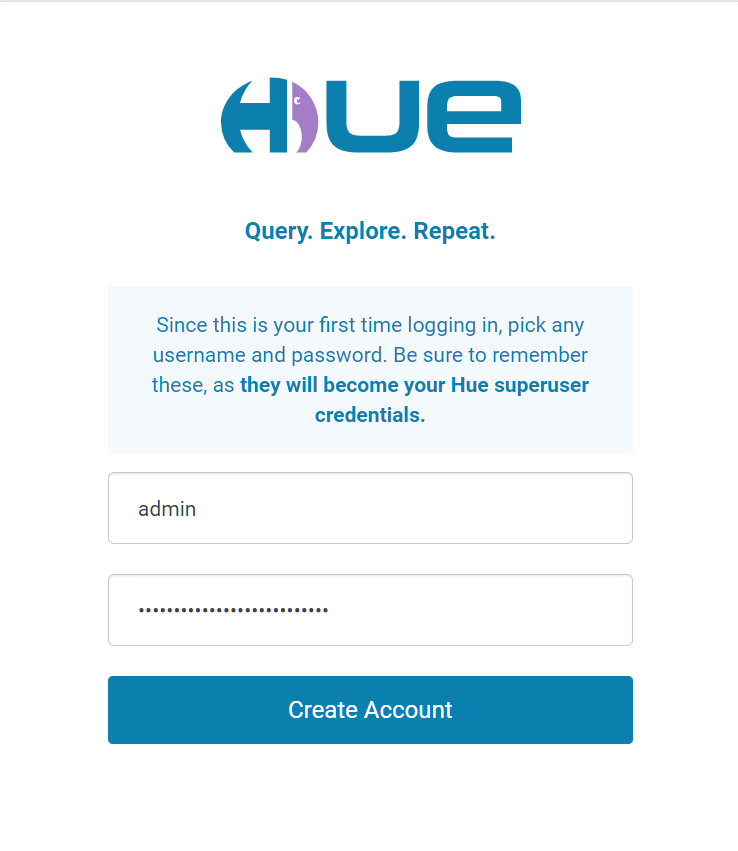 Hue
Query. Explore. Repeat.
Since this is your first time logging in, pick any
username and password. Be sure to remember
these, as they will become your Hue superuser
credentials.
admin
•••••••••••••••••••••••••••
Create Account